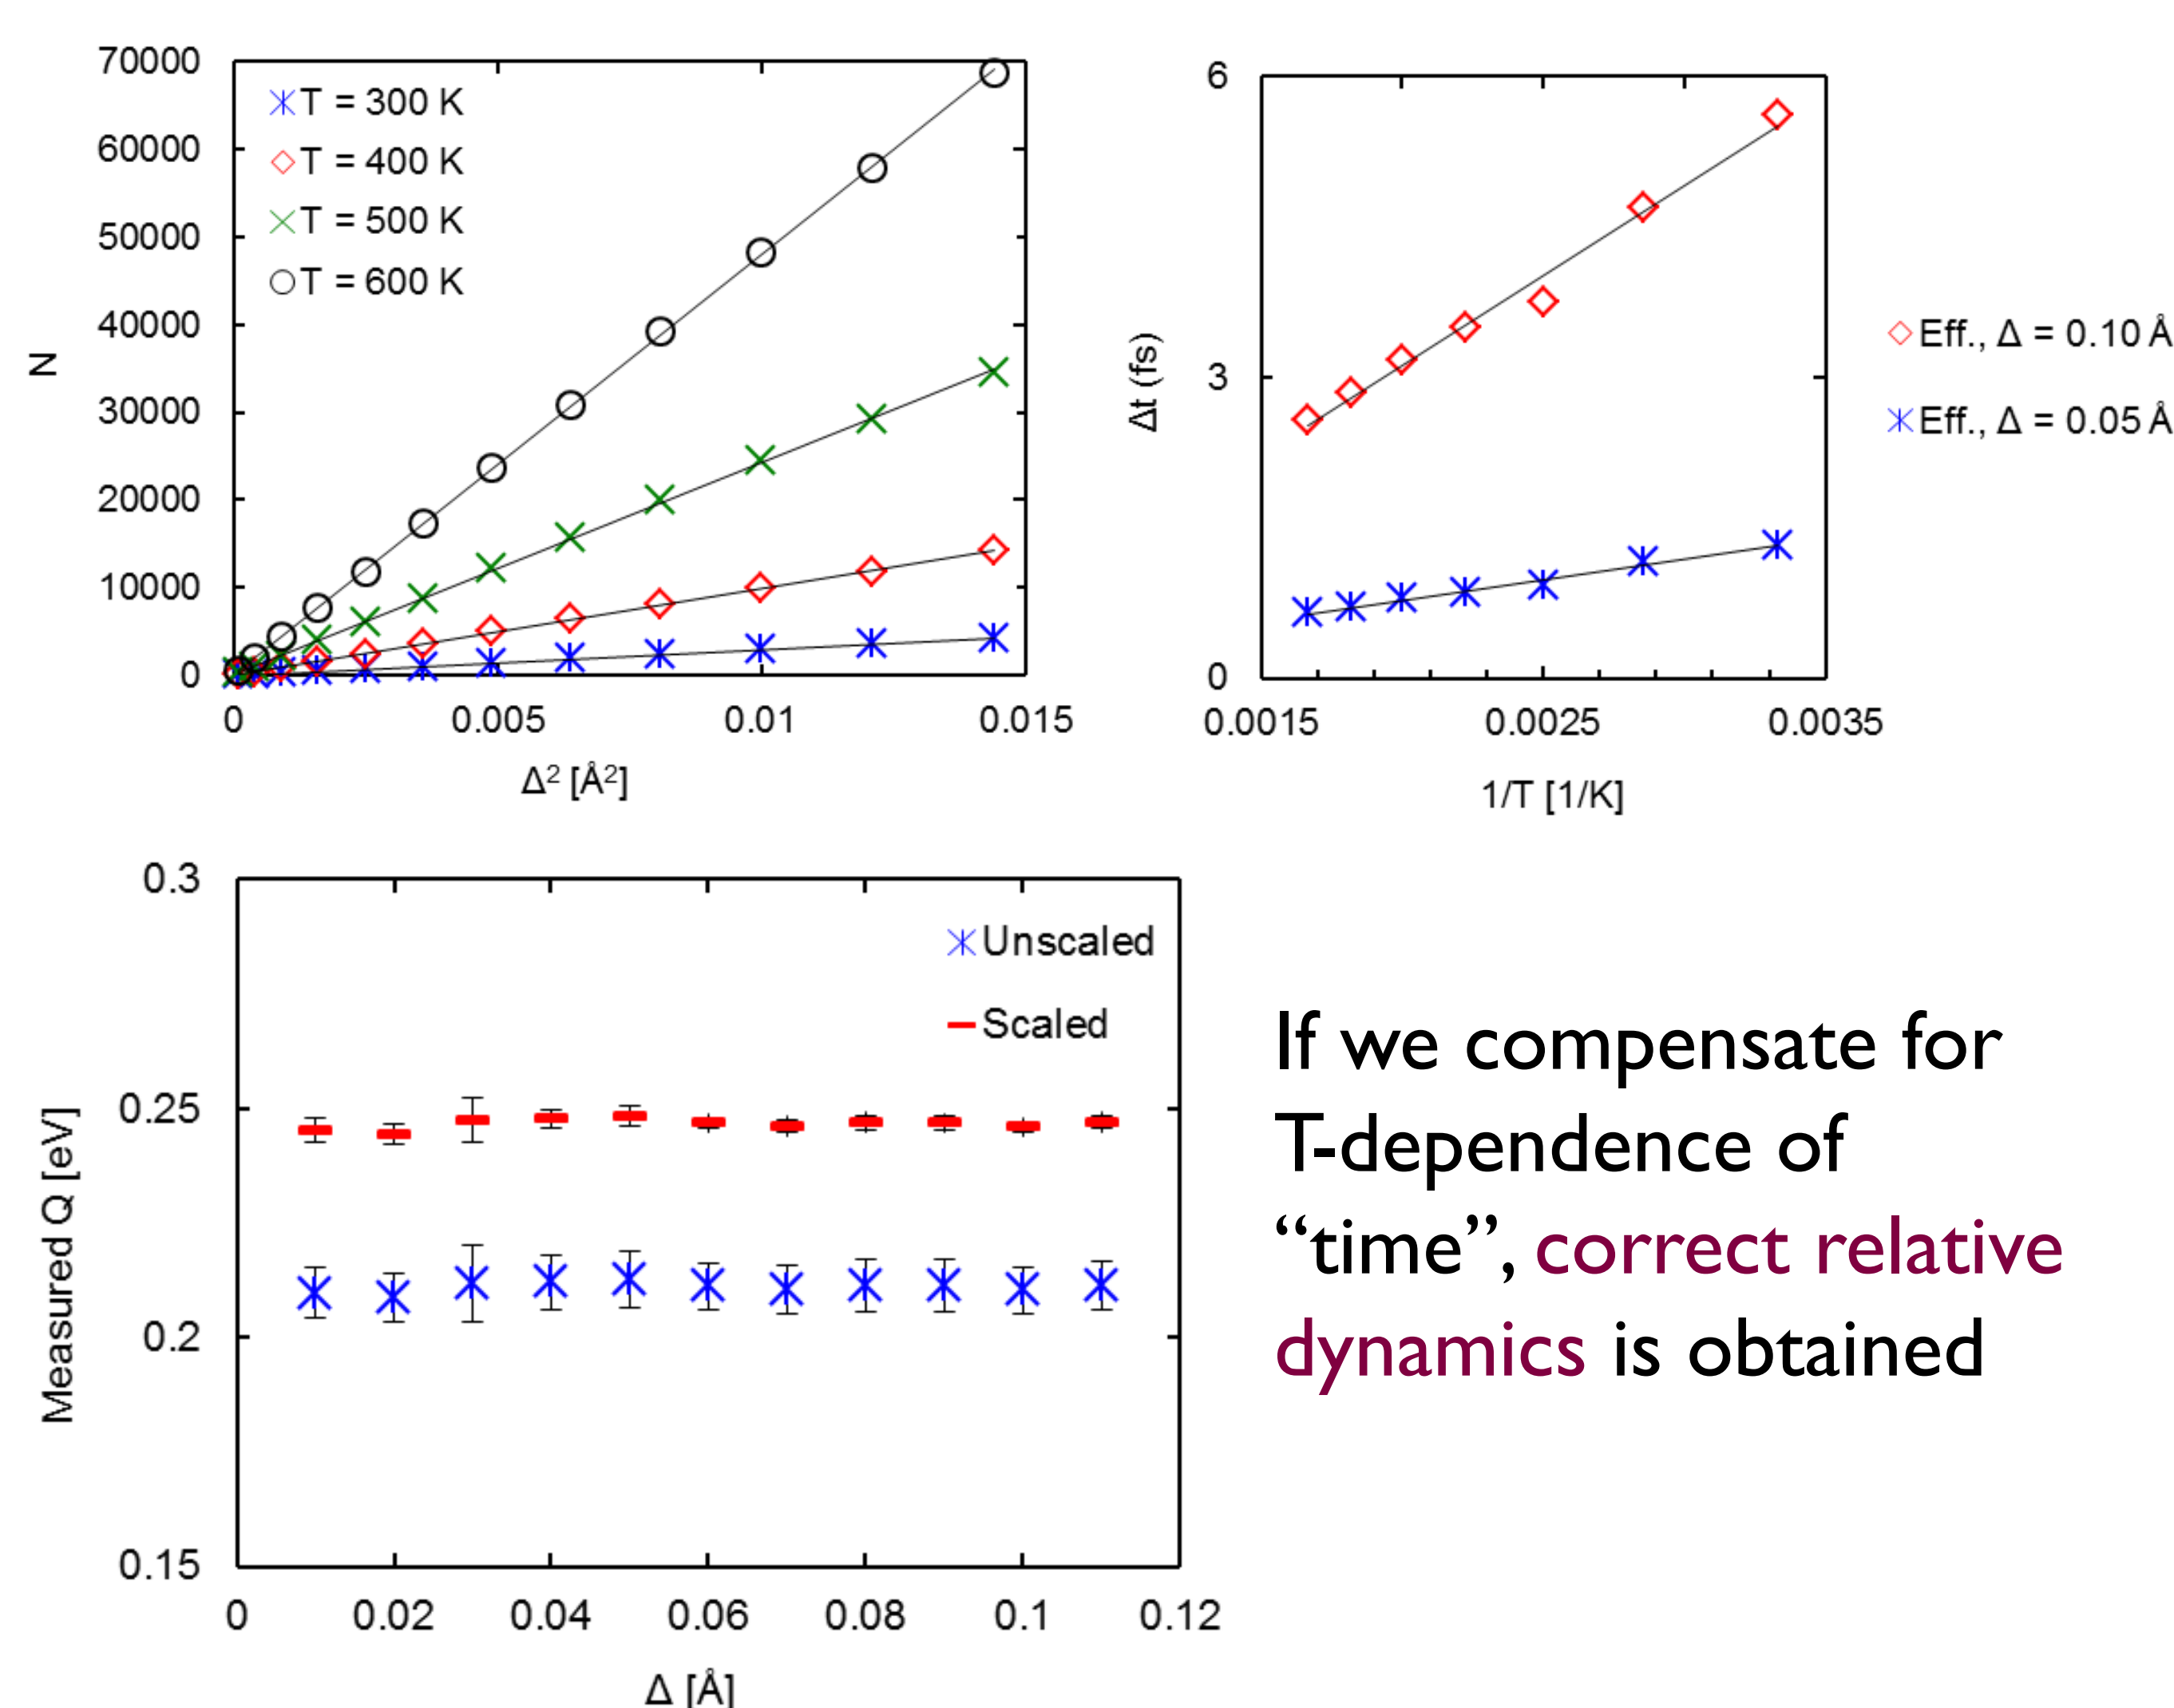 70000
60000
50000
40000
30000
20000
10000
0
N
T = 300 K
T = 400 K
T = 500 K
T = 600 K
0 0.005 0.01 0.015
Δ² [Å²]
6
3
0
Δt (fs)
0.0015 0.0025 0.0035
1/T [1/K]
Eff., Δ = 0.10 Å
Eff., Δ = 0.05 Å
0.3
0.25
0.2
0.15
Measured Q [eV]
Unscaled
Scaled
0 0.02 0.04 0.06 0.08 0.1 0.12
Δ [Å]
If we compensate for
T-dependence of
“time”, correct relative
dynamics is obtained